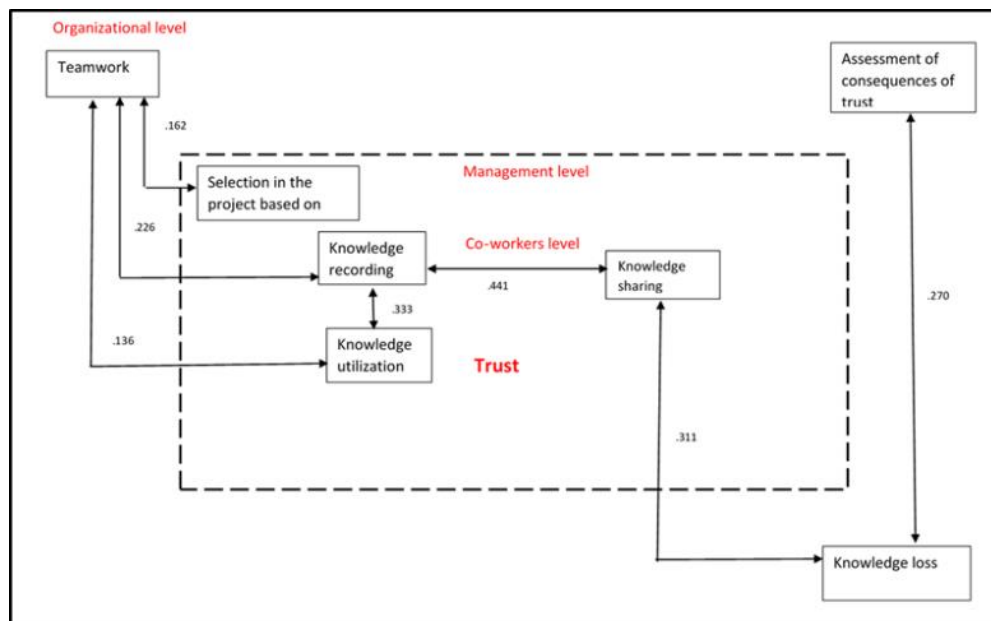 Organizational level
Teamwork
Assessment of
consequences of
trust
.162
Management level
Selection in the
project based on
.226
Co-workers level
Knowledge
recording
Knowledge
sharing
.441
.270
.333
.136
Knowledge
utilization
Trust
.311
Knowledge loss